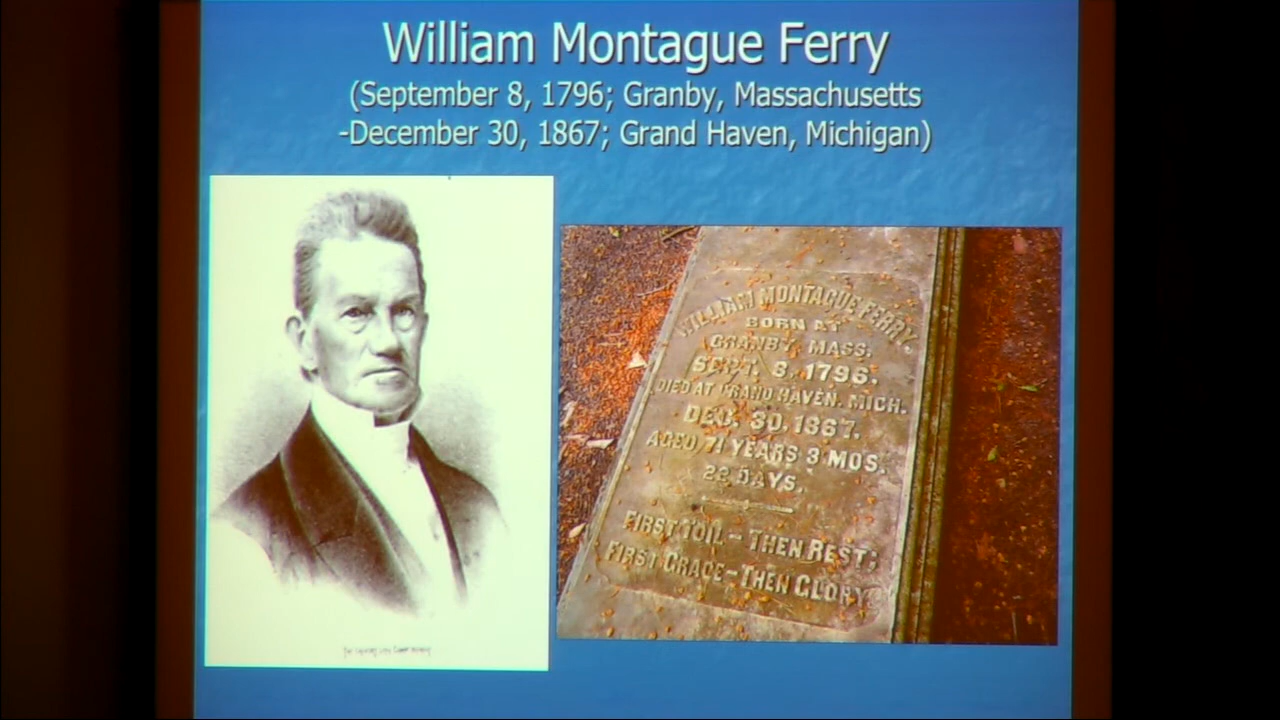 William Montague Ferry
(September 8, 1796; Granby, Massachusetts
-December 30, 1867; Grand Haven, Michigan)
WILLIAM MONTAGUE FERRY.
BORN AT
GRANBY, MASS.
SEPT. 8, 1796.
DIED AT GRAND HAVEN, MICH.
DEC. 30, 1867.
AGED 71 YEARS 3 MOS.
22 DAYS.
FIRST TOIL – THEN REST;
FIRST GRACE – THEN GLORY.